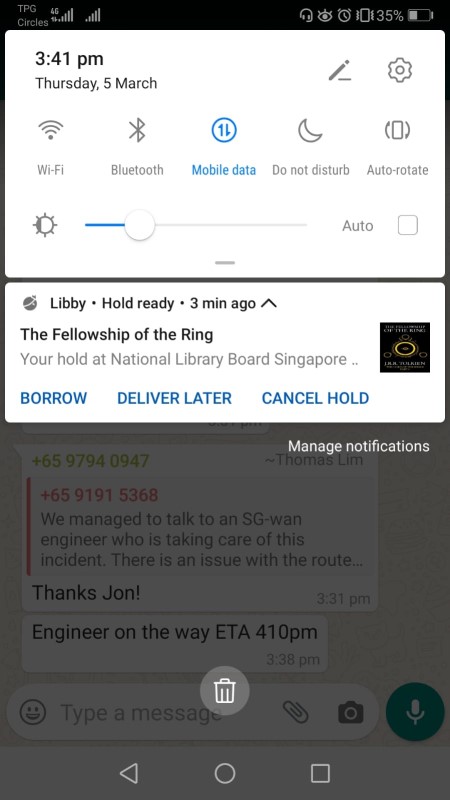 TPG
Circles
4G
35%
3:41 pm
Thursday, 5 March
Wi-Fi
Bluetooth
Mobile data
Do not disturb
Auto-rotate
Auto
Libby • Hold ready • 3 min ago
The Fellowship of the Ring
Your hold at National Library Board Singapore ..
THE FELLOWSHIP
OF THE RING
J.R.R. TOLKIEN
BORROW
DELIVER LATER
CANCEL HOLD
Manage notifications
+65 9794 0947
~Thomas Lim
+65 9191 5368
We managed to talk to an SG-wan
engineer who is taking care of this
incident. There is an issue with the route…
Thanks Jon!
3:31 pm
Engineer on the way ETA 410pm
3:38 pm
Type a message